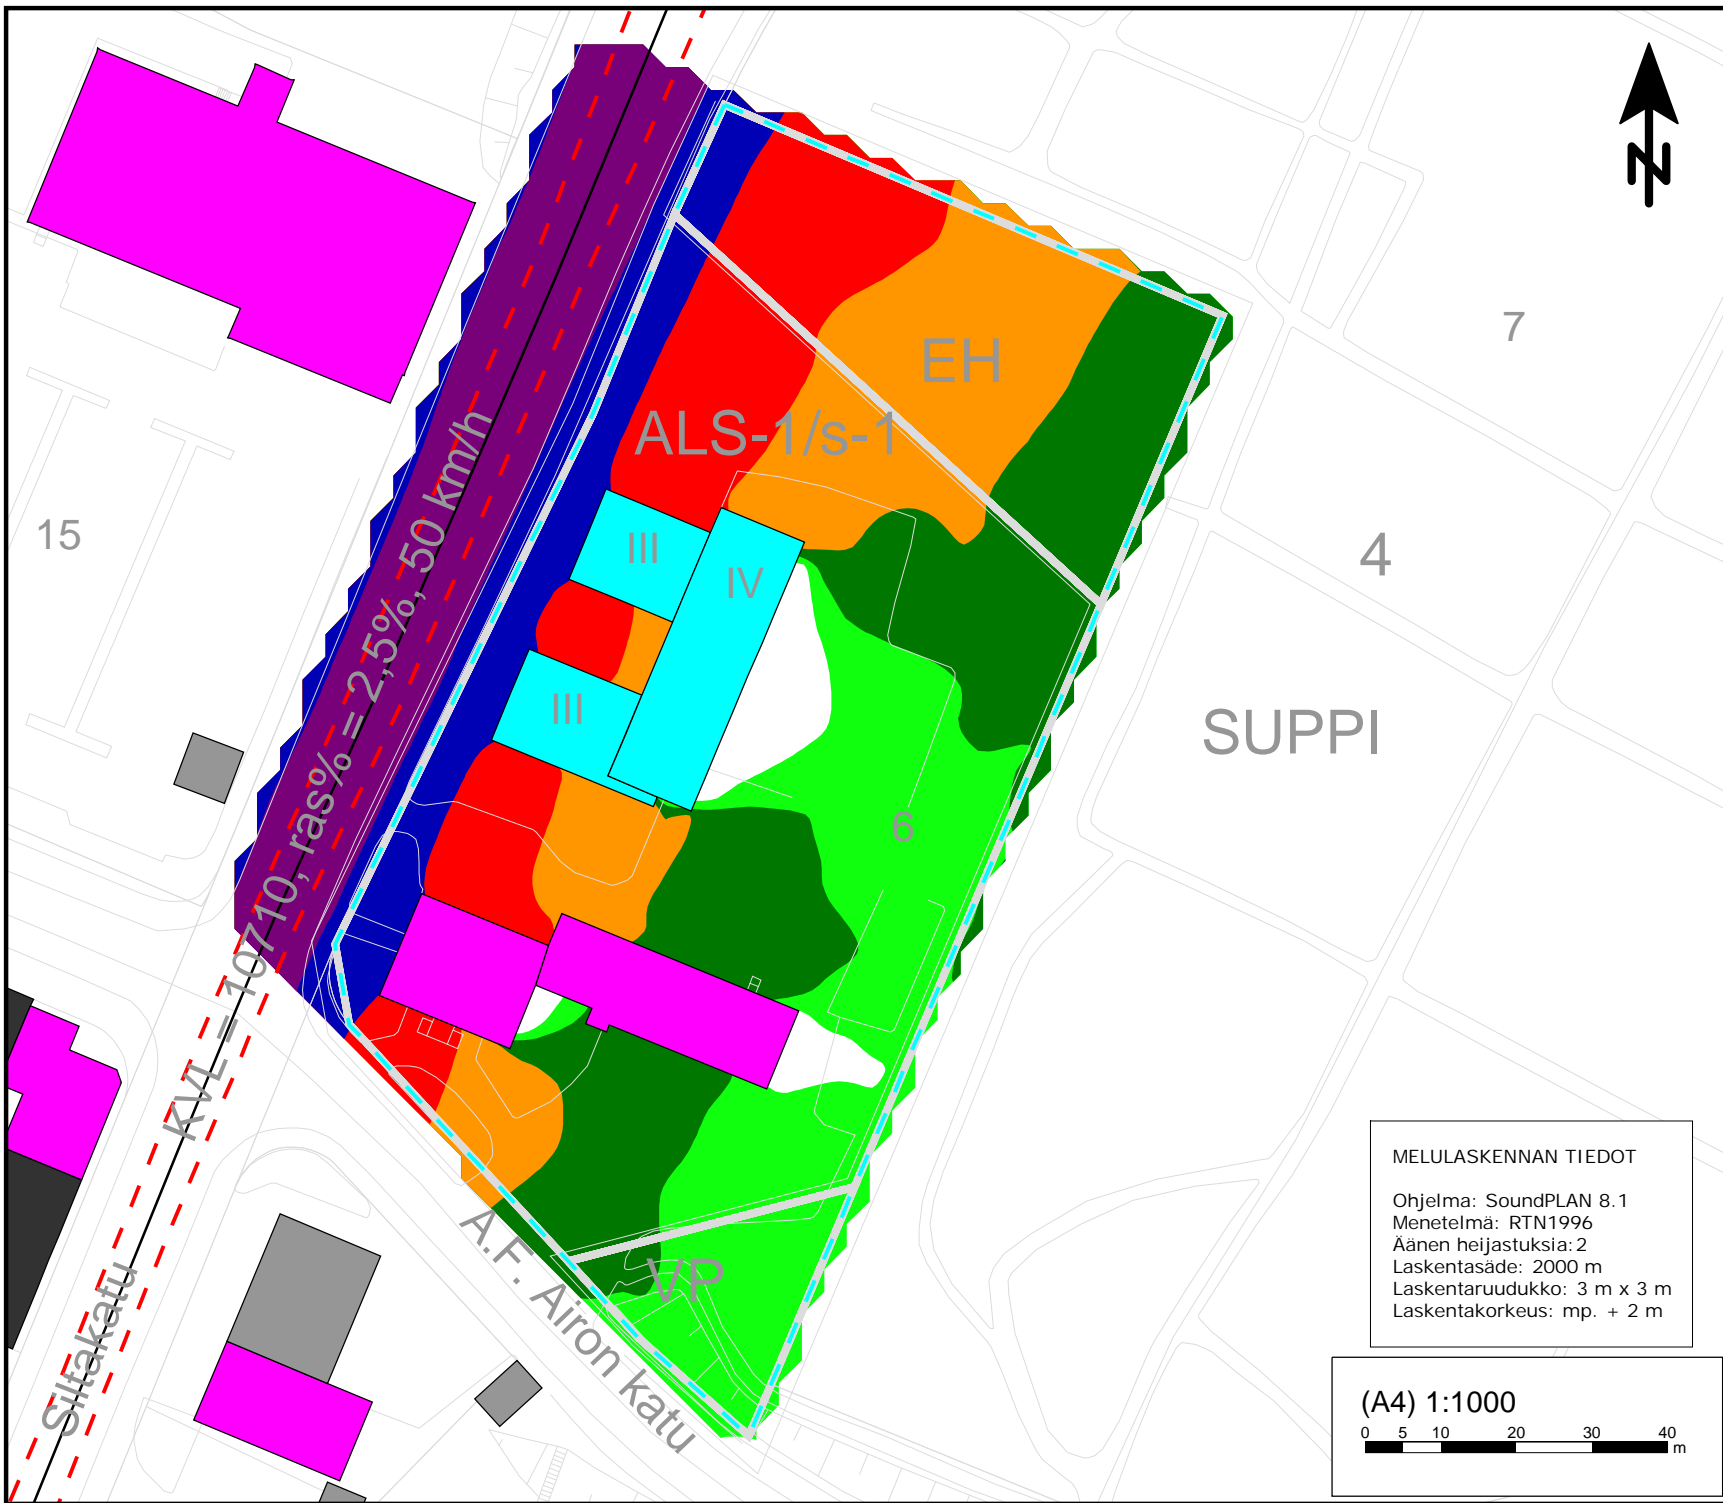 N
7
EH
ALS-1/s-1
15
III
IV
4
III
SUPPI
6
KVL = 10710, ras% = 2,5%, 50 km/h
VP
A.F. Airon katu
Siltakatu
MELULASKENNAN TIEDOT
Ohjelma: SoundPLAN 8.1
Menetelmä: RTN1996
Äänen heijastuksia: 2
Laskentasäde: 2000 m
Laskentaruudukko: 3 m x 3 m
Laskentakorkeus: mp. + 2 m
(A4) 1:1000
0 5 10 20 30 40
m